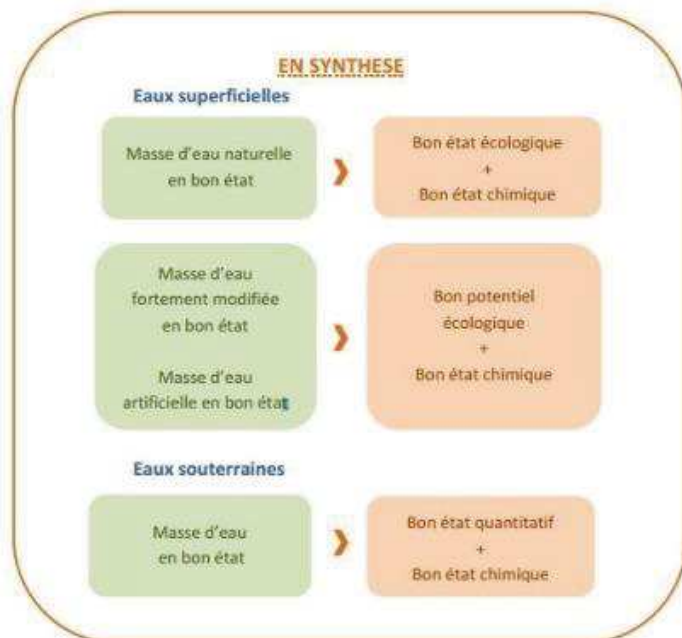 EN SYNTHESE
Eaux superficielles
Masse d'eau naturelle
en bon état
❯
Bon état écologique
+
Bon état chimique
Masse d'eau
fortement modifiée
en bon état
Masse d'eau
artificielle en bon état
❯
Bon potentiel
écologique
+
Bon état chimique
Eaux souterraines
Masse d'eau
en bon état
❯
Bon état quantitatif
+
Bon état chimique